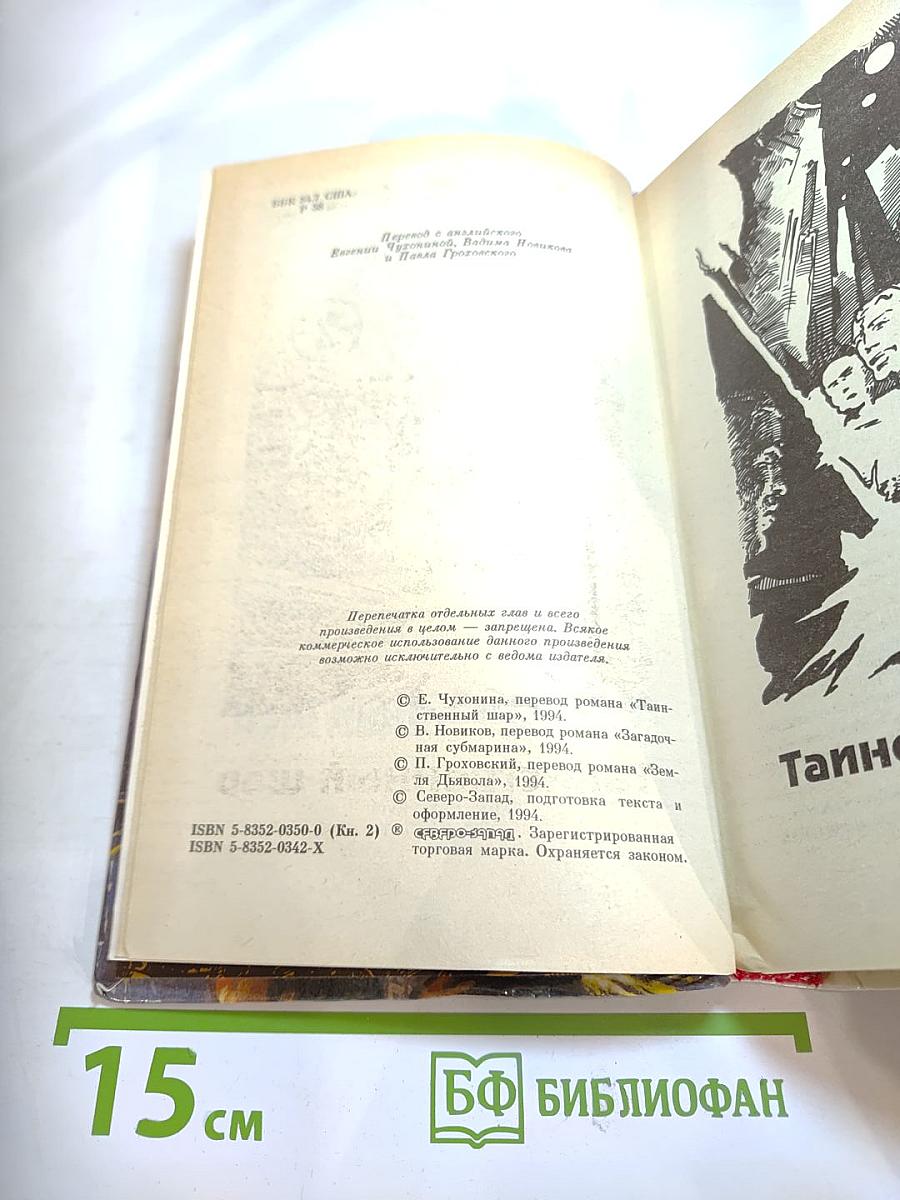 ББК 84.7 США
Р 38
Перевод с английского
Евгении Чухониной, Вадима Новикова
и Павла Гроховского
Перепечатка отдельных глав и всего
произведения в целом — запрещена. Всякое
коммерческое использование данного произведения
возможно исключительно с ведома издателя.
© Е. Чухонина, перевод романа «Таин-
ственный шар», 1994.
© В. Новиков, перевод романа «Загадоч-
ная субмарина», 1994.
© П. Гроховский, перевод романа «Зем-
ля Дьявола», 1994.
© Северо-Запад, подготовка текста и
оформление, 1994.
ISBN 5-8352-0350-0 (Кн. 2) ® СЕВЕРО-ЗАПАД. Зарегистрированная
ISBN 5-8352-0342-X торговая марка. Охраняется законом.
Таинс
15 см
БФ БИБЛИОФАН